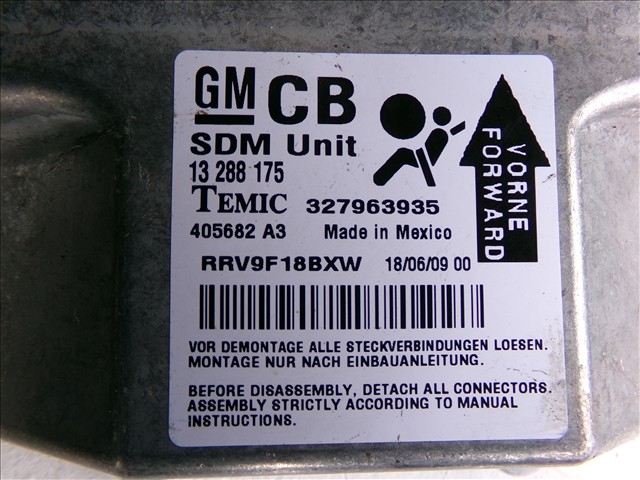 GM CB
SDM Unit
13 288 175
TEMIC 327963935
405682 A3 Made in Mexico
RRV9F18BXW 18/06/09 00
VORNE
FORWARD
VOR DEMONTAGE ALLE STECKVERBINDUNGEN LOESEN.
MONTAGE NUR NACH EINBAUANLEITUNG.
BEFORE DISASSEMBLY, DETACH ALL CONNECTORS.
ASSEMBLY STRICTLY ACCORDING TO MANUAL
INSTRUCTIONS.